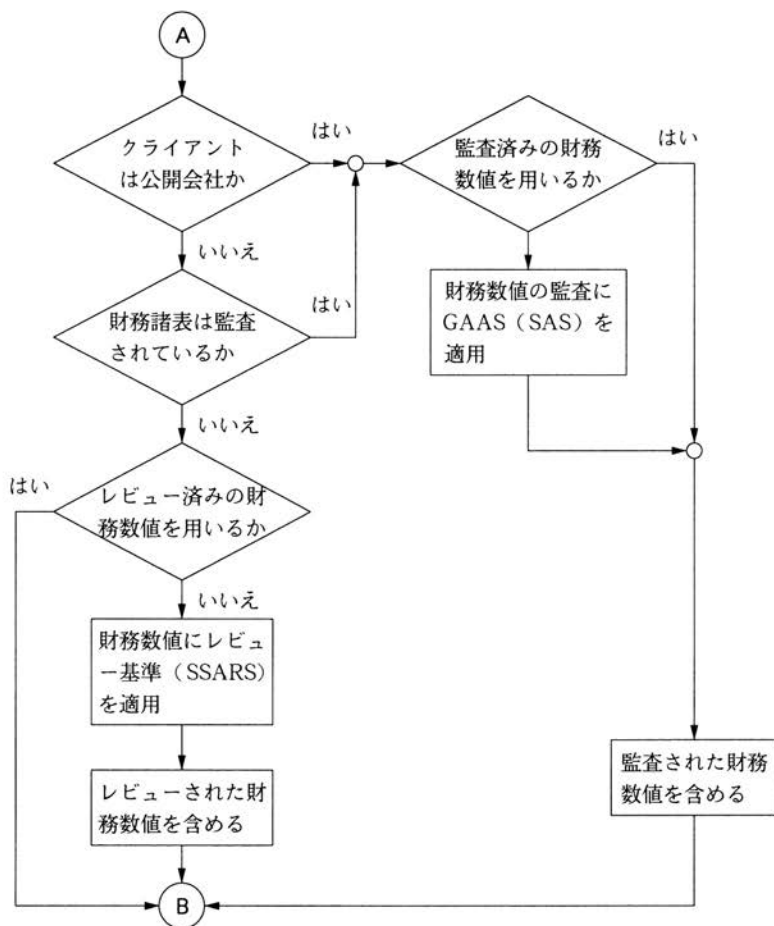 A
クライアント
は公開会社か
はい
監査済みの財務
数値を用いるか
はい
いいえ
財務諸表は監査
されているか
はい
財務数値の監査に
GAAS（SAS）を
適用
いいえ
はい
レビュー済みの財
務数値を用いるか
いいえ
財務数値にレビュ
ー基準（SSARS）
を適用
レビューされた財
務数値を含める
監査された財務
数値を含める
B